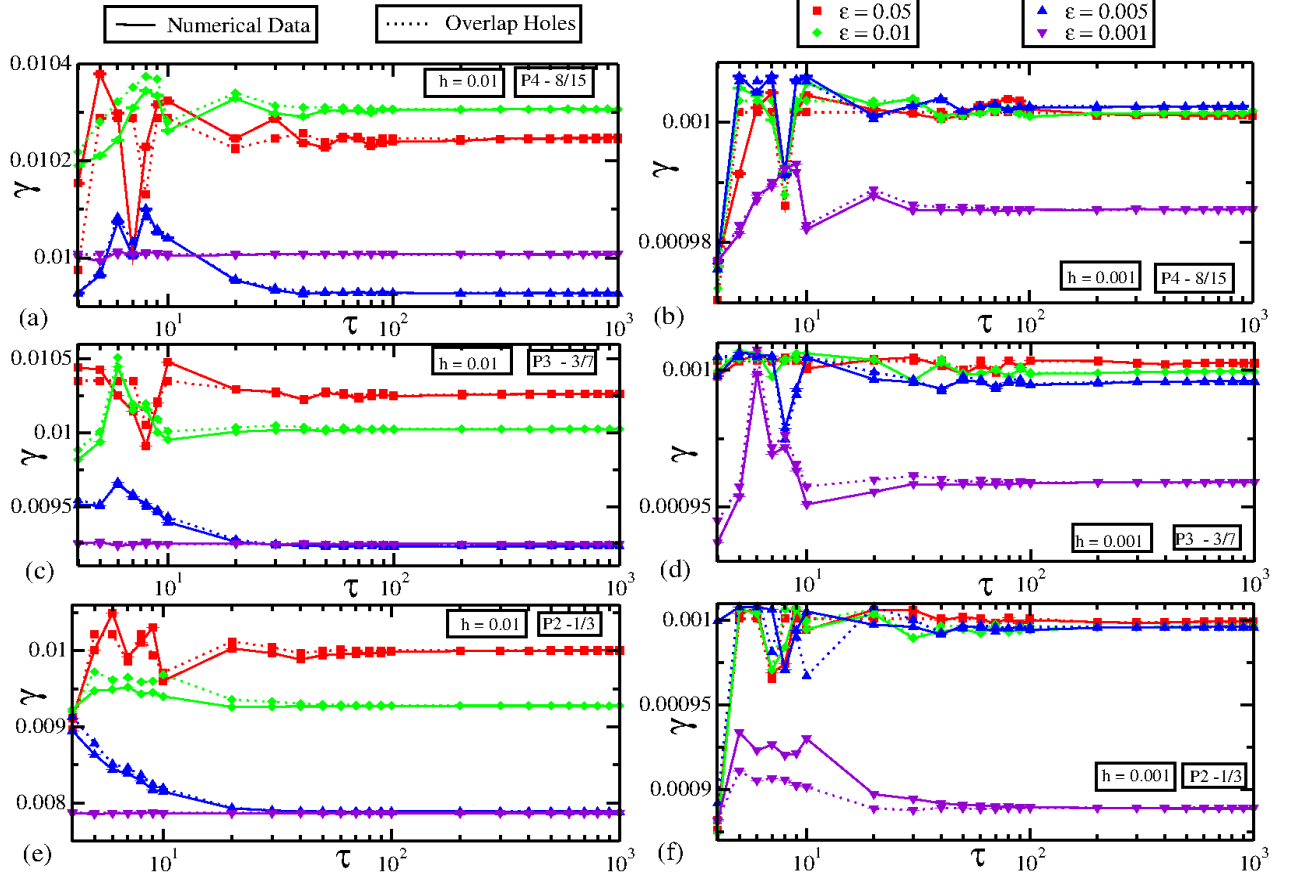 Numerical Data
Overlap Holes
ε = 0.05
ε = 0.01
ε = 0.005
ε = 0.001
0.0104
0.0102
0.01
γ
h = 0.01
P4 - 8/15
(a)
10¹
τ
10²
10³
0.001
0.00098
γ
h = 0.001
P4 - 8/15
(b)
10¹
τ
10²
10³
0.0105
0.01
0.0095
γ
h = 0.01
P3 - 3/7
(c)
10¹
τ
10²
10³
0.001
0.00095
γ
h = 0.001
P3 - 3/7
(d)
10¹
τ
10²
10³
0.01
0.009
0.008
γ
h = 0.01
P2 -1/3
(e)
10¹
τ
10²
10³
0.001
0.00095
0.0009
γ
h = 0.001
P2 -1/3
(f)
10¹
τ
10²
10³